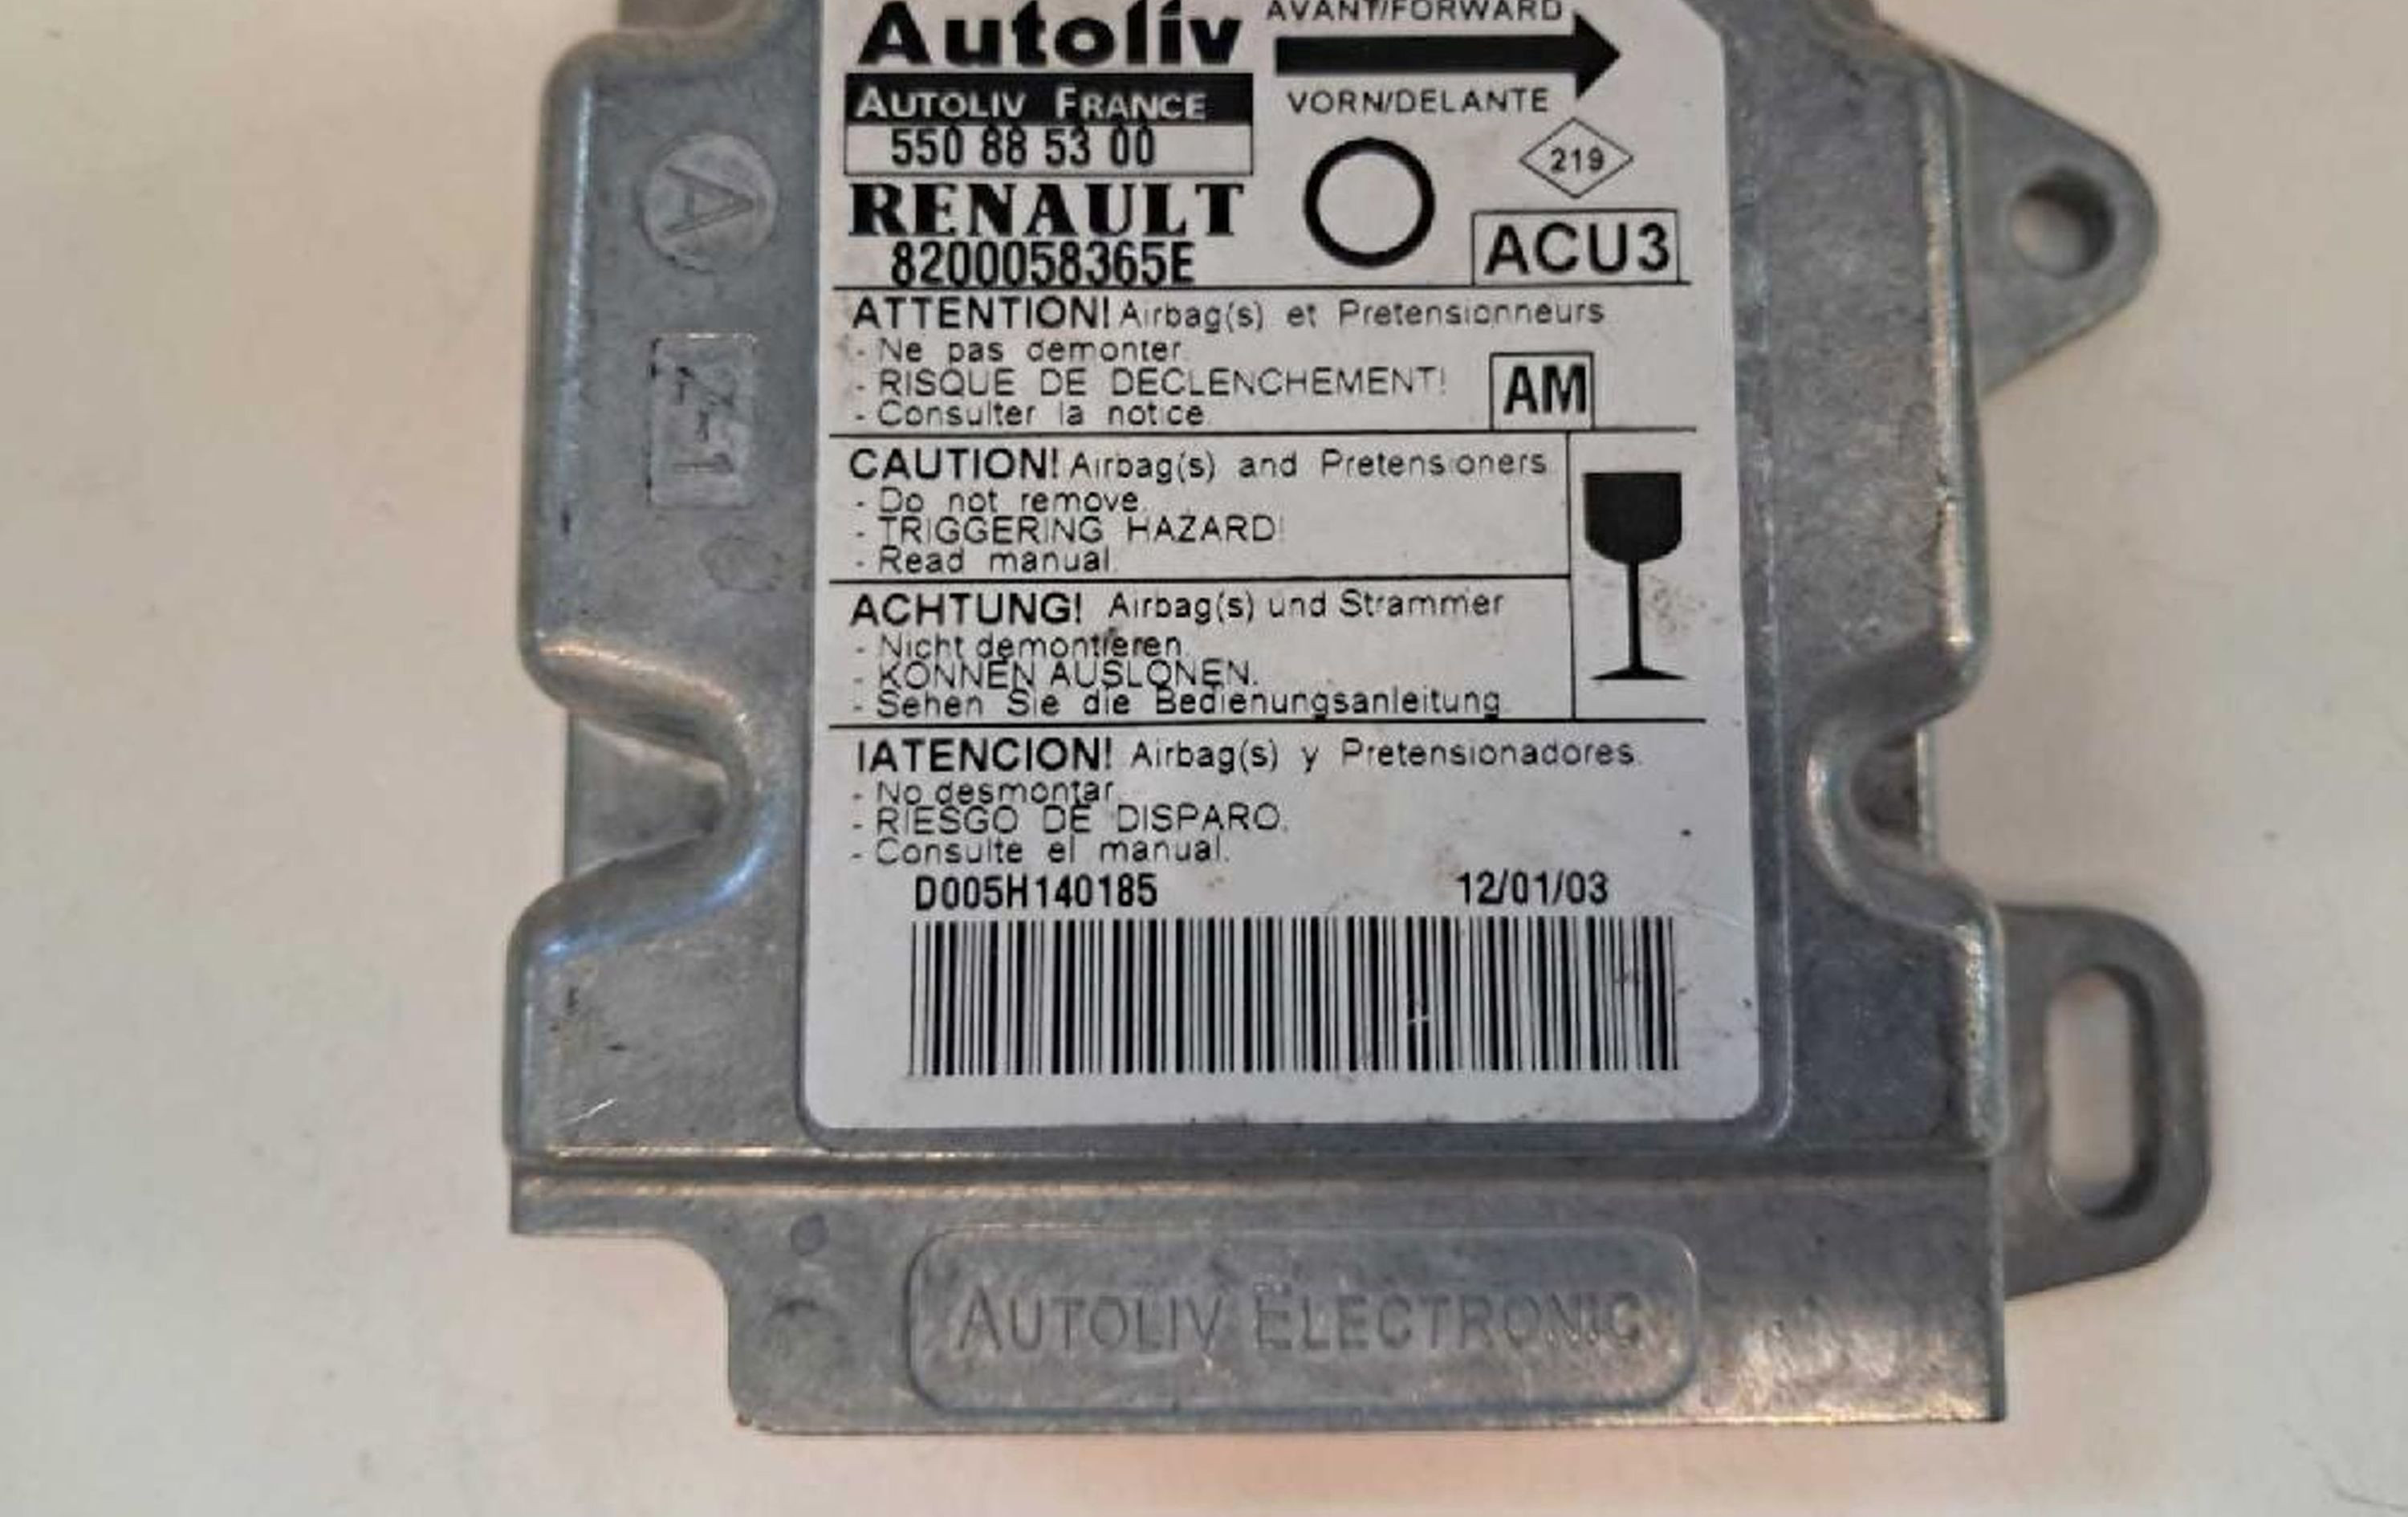 Autoliv
AVANT/FORWARD
AUTOLIV FRANCE
VORN/DELANTE
550 88 53 00
219
RENAULT
ACU3
8200058365E
ATTENTION! Airbag(s) et Pretensionneurs
- Ne pas demonter.
- RISQUE DE DECLENCHEMENT!
- Consulter la notice.
AM
CAUTION! Airbag(s) and Pretensioners
- Do not remove.
- TRIGGERING HAZARD!
- Read manual.
ACHTUNG! Airbag(s) und Strammer
- Nicht demontieren.
- KONNEN AUSLONEN.
- Sehen Sie die Bedienungsanleitung.
IATENCION! Airbag(s) y Pretensionadores.
- No desmontar.
- RIESGO DE DISPARO.
- Consulte el manual.
D005H140185 12/01/03
A
Z-1
AUTOLIV ELECTRONIC